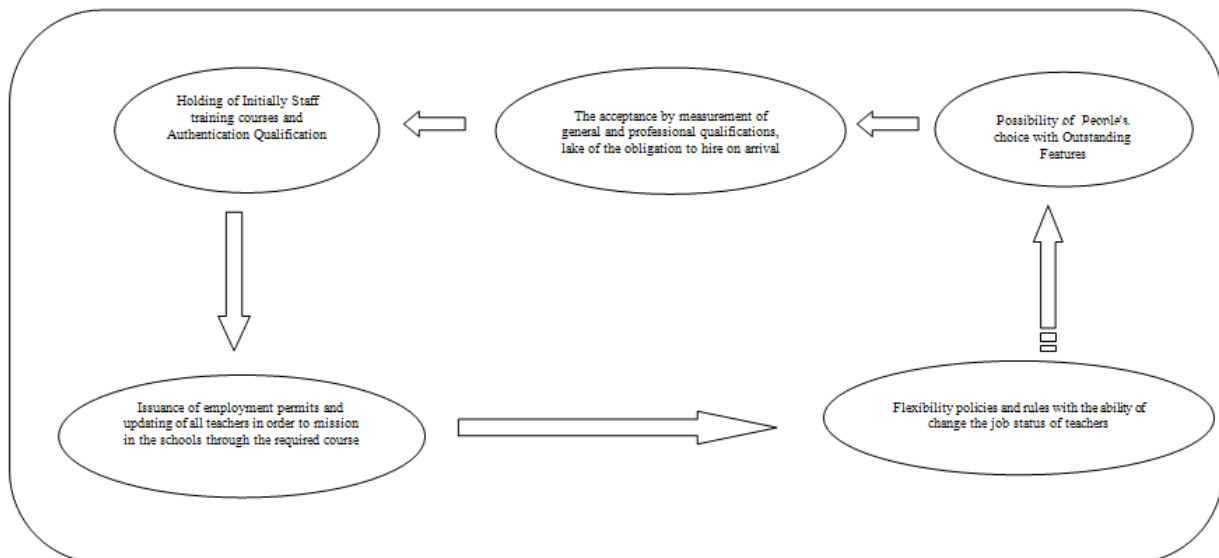 Holding of Initially Staff
training courses and
Authentication Qualification
The acceptance by measurement of
general and professional qualifications,
lake of the obligation to hire on arrival
Possibility of People's.
choice with Outstanding
Features
Issuance of employment permits and
updating of all teachers in order to mission
in the schools through the required course
Flexibility policies and rules with the ability of
change the job status of teachers